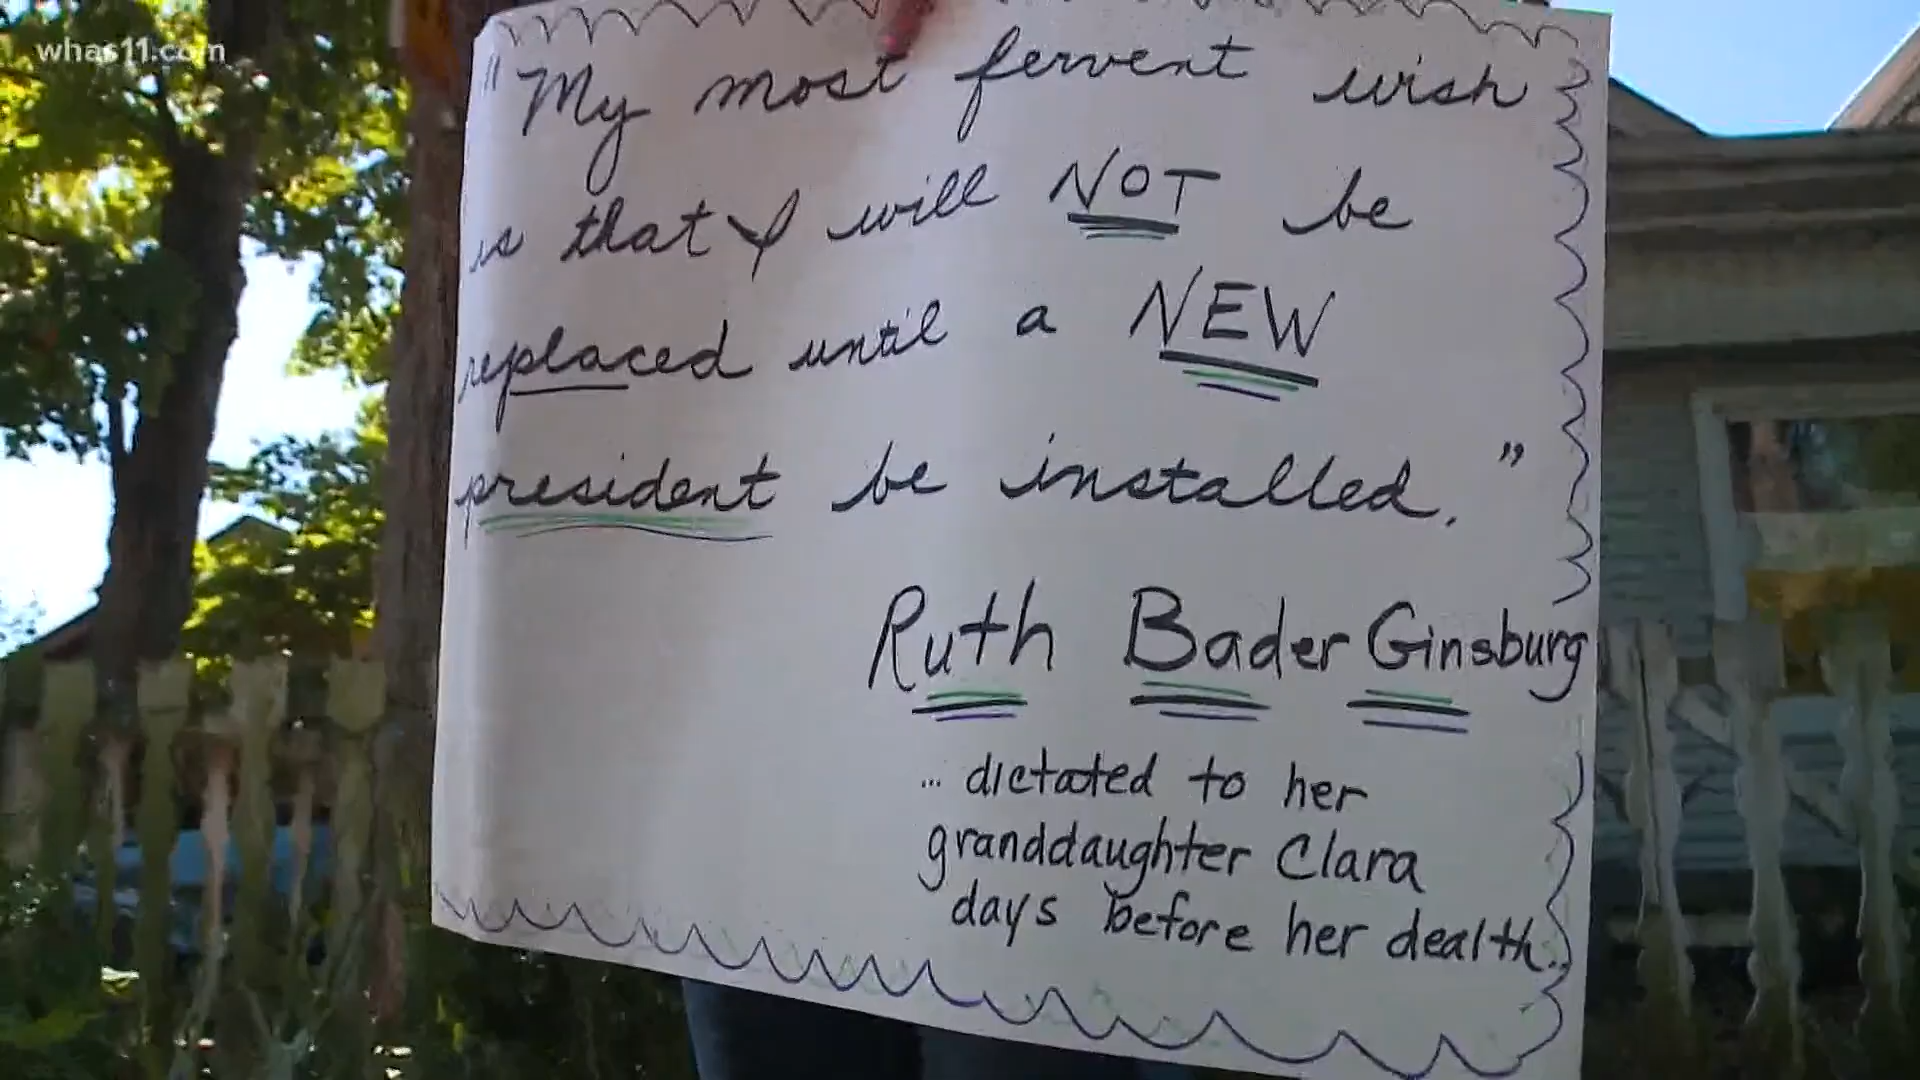 whas11.com
"My most fervent wish
is that I will NOT be
replaced until a NEW
president be installed."
Ruth Bader Ginsburg
... dictated to her
granddaughter Clara
days before her dealth..